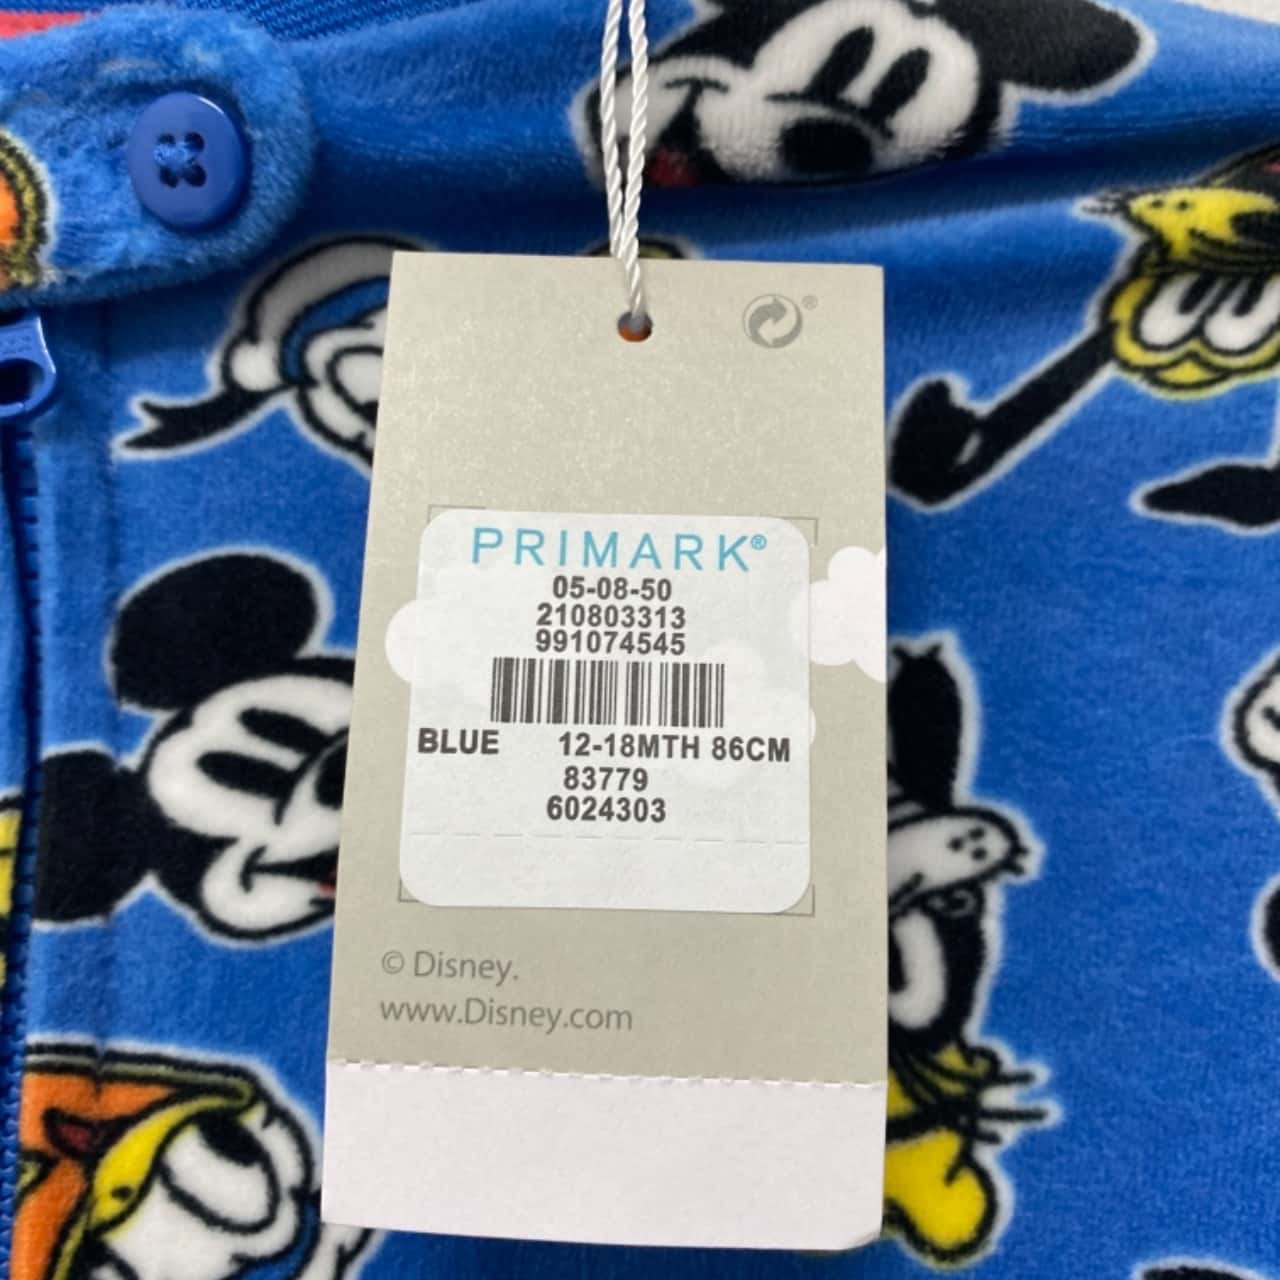 ®
PRIMARK®
05-08-50
210803313
991074545
BLUE 12-18MTH 86CM
83779
6024303
© Disney.
www.Disney.com